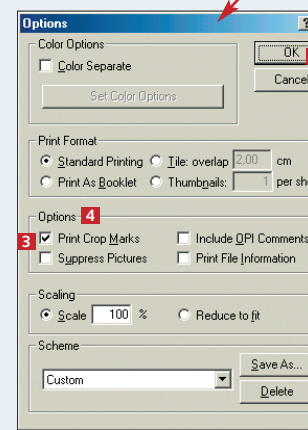 Options ?
Color Options
Color Separate
Set Color Options
OK
Cancel
Print Format
Standard Printing Tile: overlap 2,00 cm
Print As Booklet Thumbnails: 1 per she
Options 4
3 Print Crop Marks Include OPI Comments
Suppress Pictures Print File Information
Scaling
Scale 100 % Reduce to fit
Scheme
Custom
Save As...
Delete